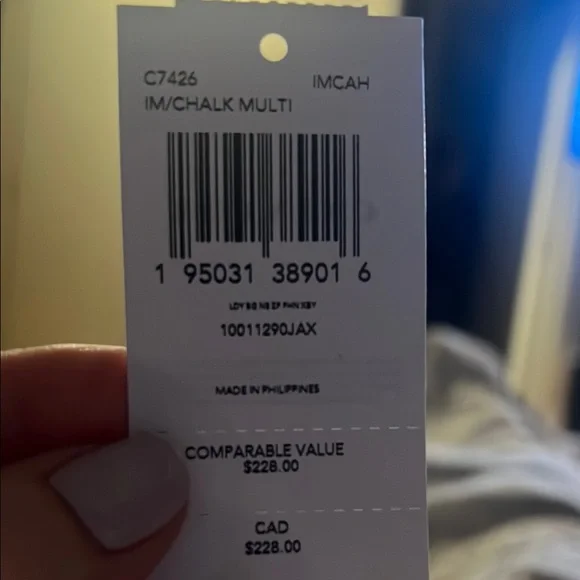 C7426 IMCAH
IM/CHALK MULTI
1 95031 38901 6
10011290JAX
MADE IN PHILIPPINES
COMPARABLE VALUE
$228.00
CAD
$228.00